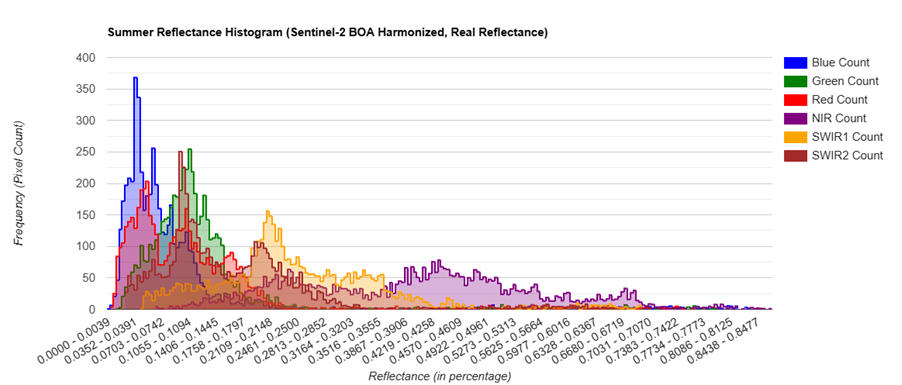 Summer Reflectance Histogram (Sentinel-2 BOA Harmonized, Real Reflectance)
Frequency (Pixel Count)
400
350
300
250
200
150
100
50
0
0.0000 - 0.0039
0.0352 - 0.0391
0.0703 - 0.0742
0.1055 - 0.1094
0.1406 - 0.1445
0.1758 - 0.1797
0.2109 - 0.2148
0.2461 - 0.2500
0.2813 - 0.2852
0.3164 - 0.3203
0.3516 - 0.3555
0.3867 - 0.3906
0.4219 - 0.4258
0.4570 - 0.4609
0.4922 - 0.4961
0.5273 - 0.5313
0.5625 - 0.5664
0.5977 - 0.6016
0.6328 - 0.6367
0.6680 - 0.6719
0.7031 - 0.7070
0.7383 - 0.7422
0.7734 - 0.7773
0.8086 - 0.8125
0.8438 - 0.8477
Reflectance (in percentage)
Blue Count
Green Count
Red Count
NIR Count
SWIR1 Count
SWIR2 Count